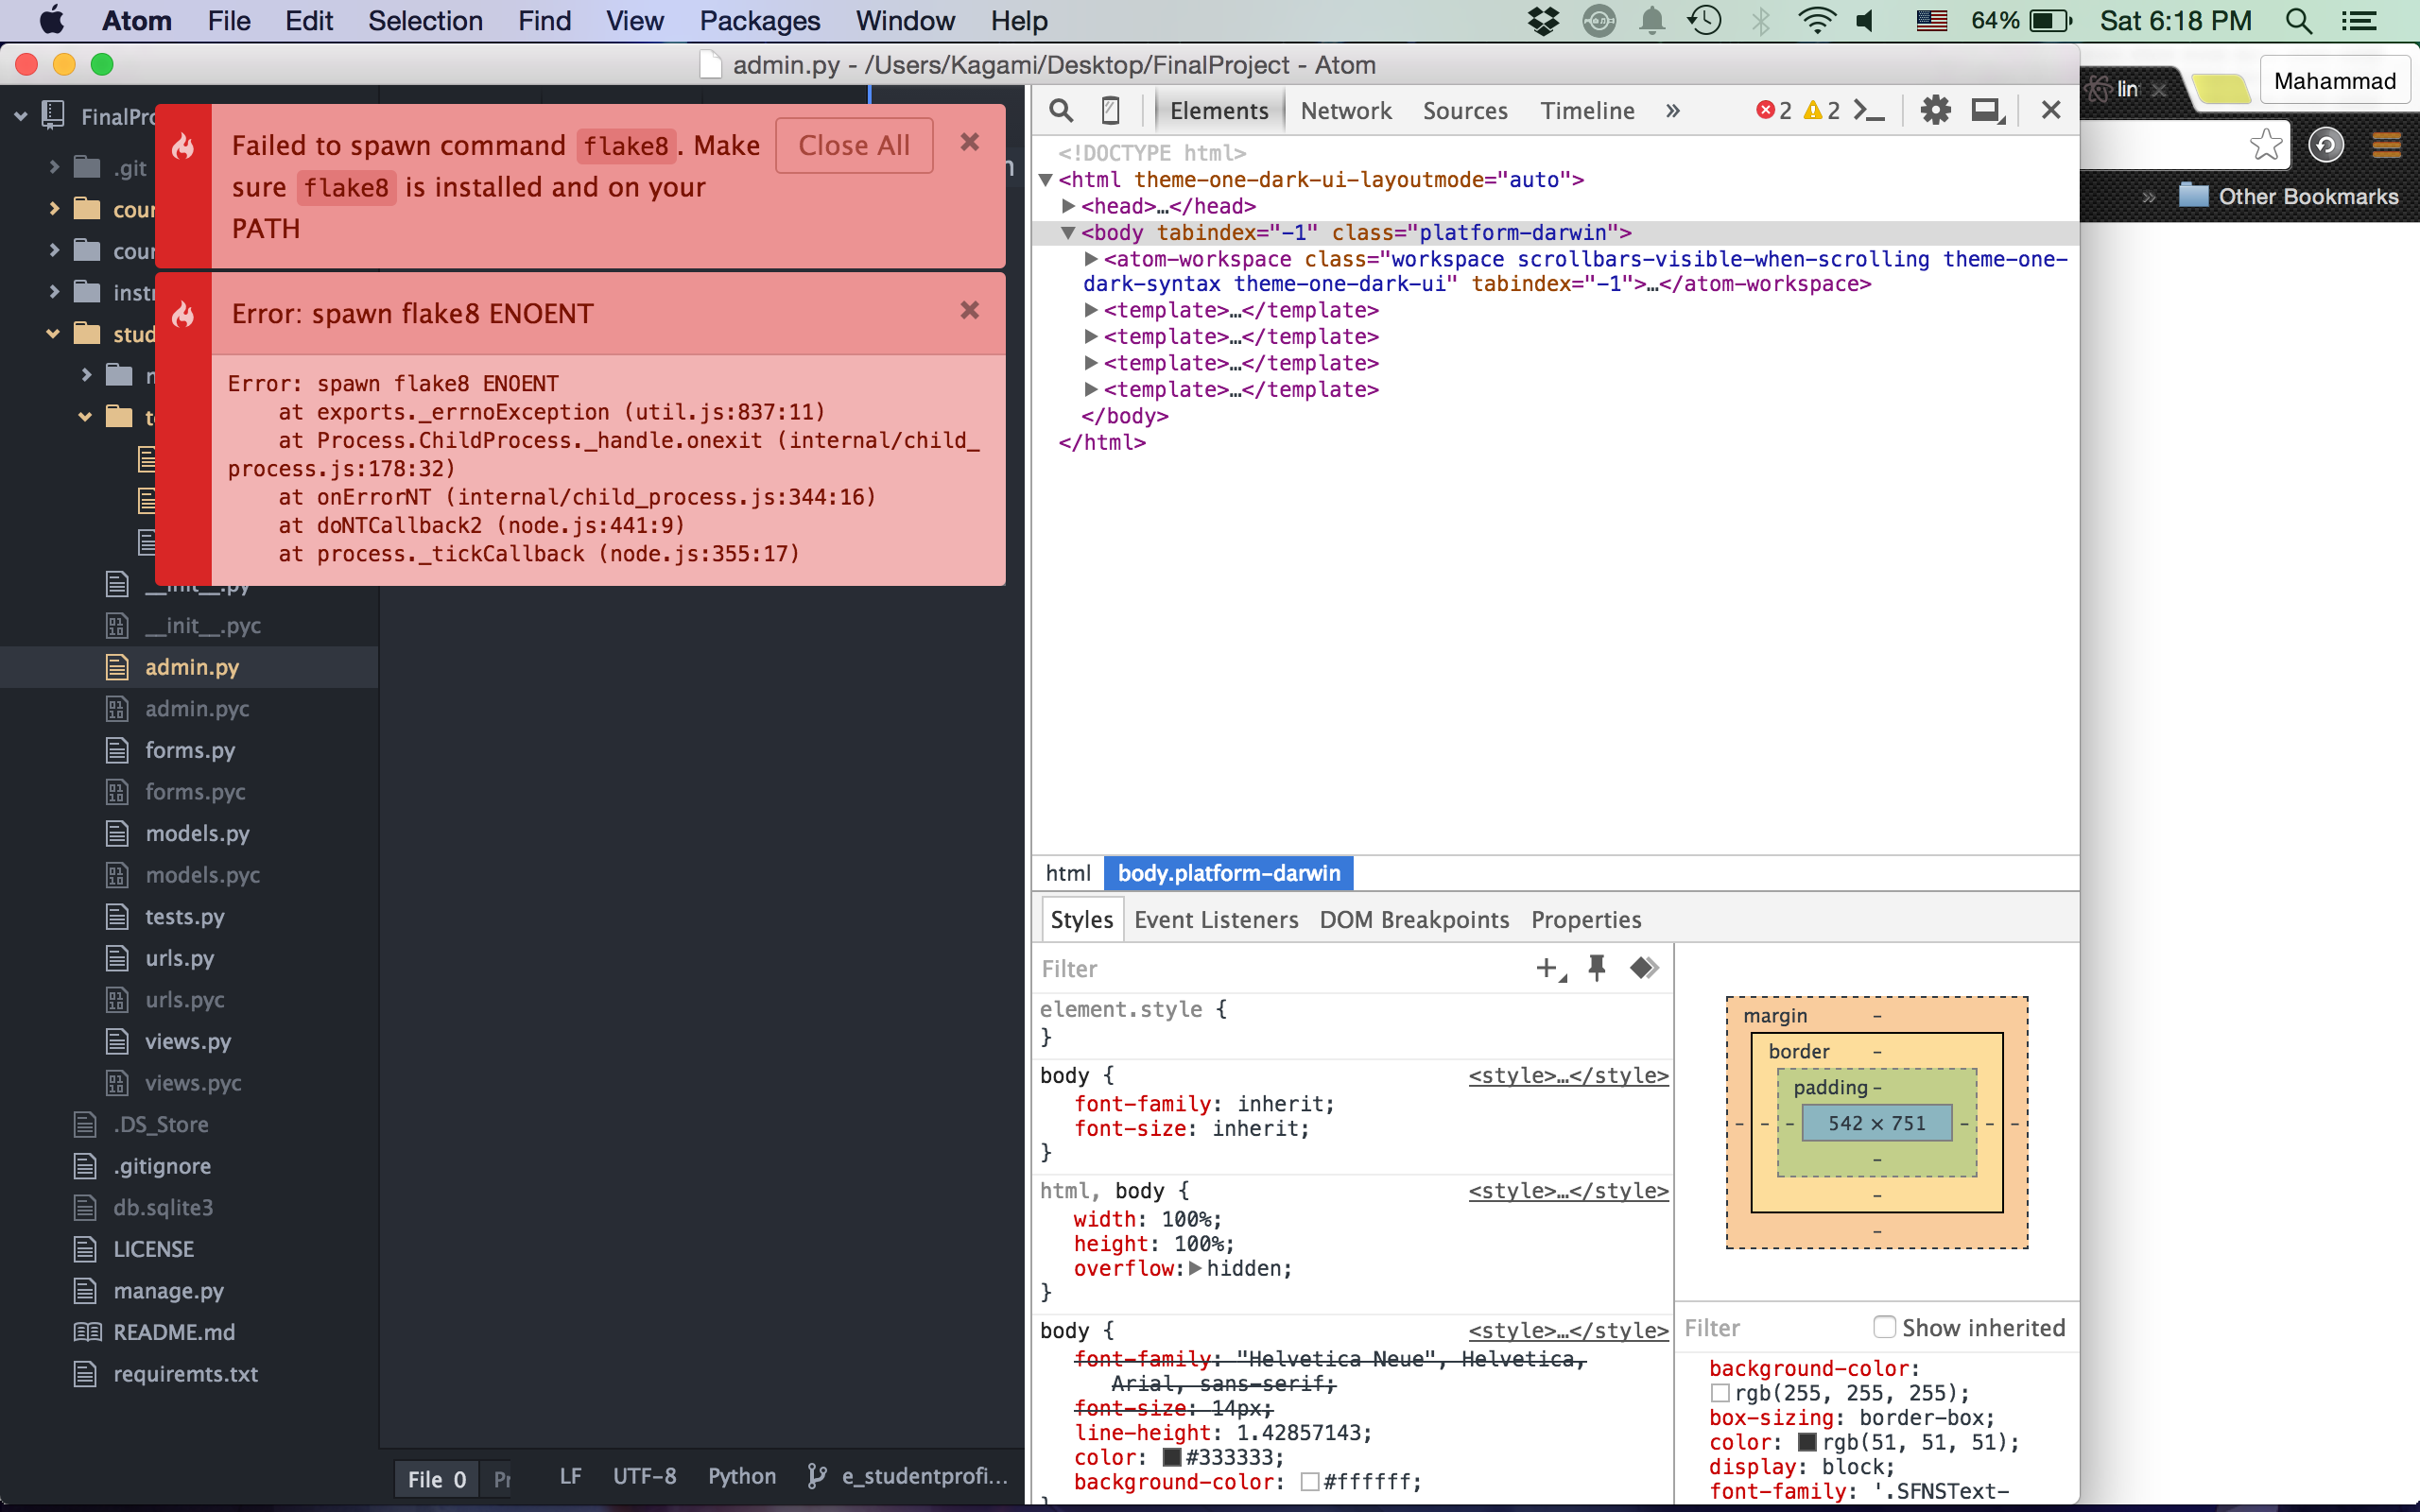 Atom File Edit Selection Find View Packages Window Help 64% Sat 6:18 PM
admin.py - /Users/Kagami/Desktop/FinalProject - Atom
lin
Mahammad
Other Bookmarks
FinalPro
.git
cour
cour
instr
stud
__init__.py
__init__.pyc
admin.py
admin.pyc
forms.py
forms.pyc
models.py
models.pyc
tests.py
urls.py
urls.pyc
views.py
views.pyc
.DS_Store
.gitignore
db.sqlite3
LICENSE
manage.py
README.md
requiremts.txt
Failed to spawn command flake8. Make
sure flake8 is installed and on your
PATH
Close All
Error: spawn flake8 ENOENT
Error: spawn flake8 ENOENT
at exports._errnoException (util.js:837:11)
at Process.ChildProcess._handle.onexit (internal/child_
process.js:178:32)
at onErrorNT (internal/child_process.js:344:16)
at doNTCallback2 (node.js:441:9)
at process._tickCallback (node.js:355:17)
File 0 LF UTF-8 Python e_studentprofi...
Elements Network Sources Timeline » 2 2
<!DOCTYPE html>
<html theme-one-dark-ui-layoutmode="auto">
<head>…</head>
<body tabindex="-1" class="platform-darwin">
<atom-workspace class="workspace scrollbars-visible-when-scrolling theme-one-
dark-syntax theme-one-dark-ui" tabindex="-1">…</atom-workspace>
<template>…</template>
<template>…</template>
<template>…</template>
<template>…</template>
</body>
</html>
html body.platform-darwin
Styles Event Listeners DOM Breakpoints Properties
Filter
element.style {
}
body { <style>…</style>
font-family: inherit;
font-size: inherit;
}
html, body { <style>…</style>
width: 100%;
height: 100%;
overflow: hidden;
}
body { <style>…</style>
font-family: "Helvetica Neue", Helvetica,
Arial, sans-serif;
font-size: 14px;
line-height: 1.42857143;
color: #333333;
background-color: #ffffff;
margin -
border -
padding -
- - - 542 × 751 - - -
-
-
-
Filter Show inherited
background-color:
rgb(255, 255, 255);
box-sizing: border-box;
color: rgb(51, 51, 51);
display: block;
font-family: '.SFNSText-